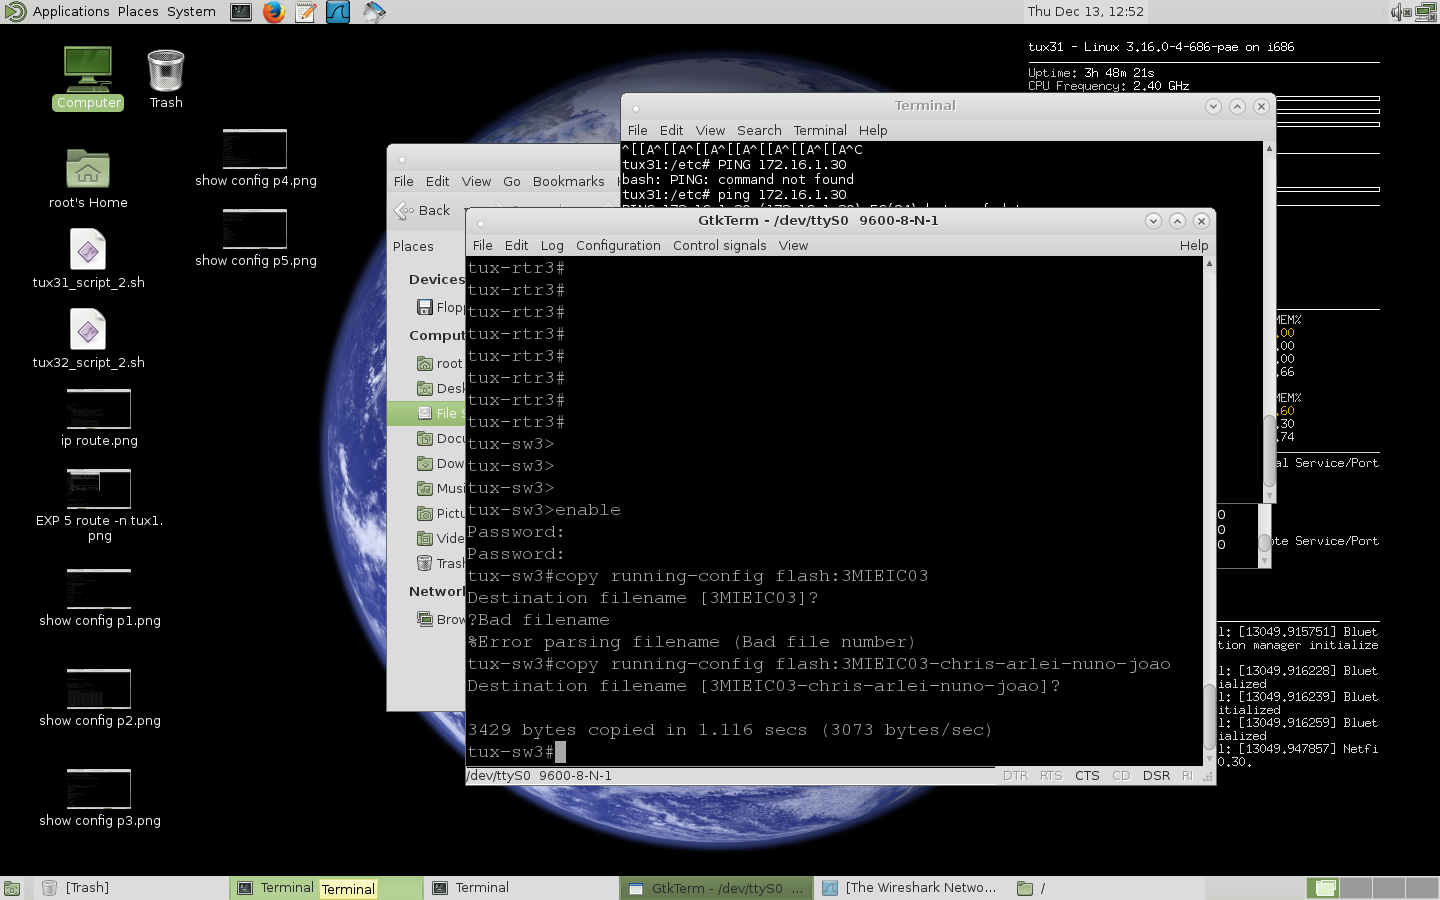 Applications Places System
Thu Dec 13, 12:52
Computer
Trash
root's Home
show config p4.png
show config p5.png
tux31_script_2.sh
tux32_script_2.sh
ip route.png
EXP 5 route -n tux1.
png
show config p1.png
show config p2.png
show config p3.png
tux31 - Linux 3.16.0-4-686-pae on i686
Uptime: 3h 48m 21s
CPU Frequency: 2.40 GHz
MEM%
.00
.00
.00
.66
MEM%
.60
.30
.74
al Service/Port
ote Service/Port
l: [13049.915751] Bluet
tion manager initialize
l: [13049.916228] Bluet
ialized
l: [13049.916239] Bluet
itialized
l: [13049.916259] Bluet
ialized
l: [13049.947857] Netfi
0.30.
Terminal
File Edit View Search Terminal Help
^[[A^[[A^[[A^[[A^[[A^[[A^[[A^C
tux31:/etc# PING 172.16.1.30
bash: PING: command not found
tux31:/etc# ping 172.16.1.30
0
0
0
File Edit View Go Bookmarks
Back
Places
Devices
Flop
Comput
root
Desk
File S
Docu
Dow
Musi
Pictu
Vide
Trash
Network
Brow
GtkTerm - /dev/ttyS0 9600-8-N-1
File Edit Log Configuration Control signals View Help
tux-rtr3#
tux-rtr3#
tux-rtr3#
tux-rtr3#
tux-rtr3#
tux-rtr3#
tux-rtr3#
tux-rtr3#
tux-sw3>
tux-sw3>
tux-sw3>
tux-sw3>enable
Password:
Password:
tux-sw3#copy running-config flash:3MIEIC03
Destination filename [3MIEIC03]?
?Bad filename
%Error parsing filename (Bad file number)
tux-sw3#copy running-config flash:3MIEIC03-chris-arlei-nuno-joao
Destination filename [3MIEIC03-chris-arlei-nuno-joao]?
3429 bytes copied in 1.116 secs (3073 bytes/sec)
tux-sw3#
/dev/ttyS0 9600-8-N-1
DTR RTS CTS CD DSR RI
[Trash]
Terminal
Terminal
Terminal
GtkTerm - /dev/ttyS0 ...
[The Wireshark Netwo...
/